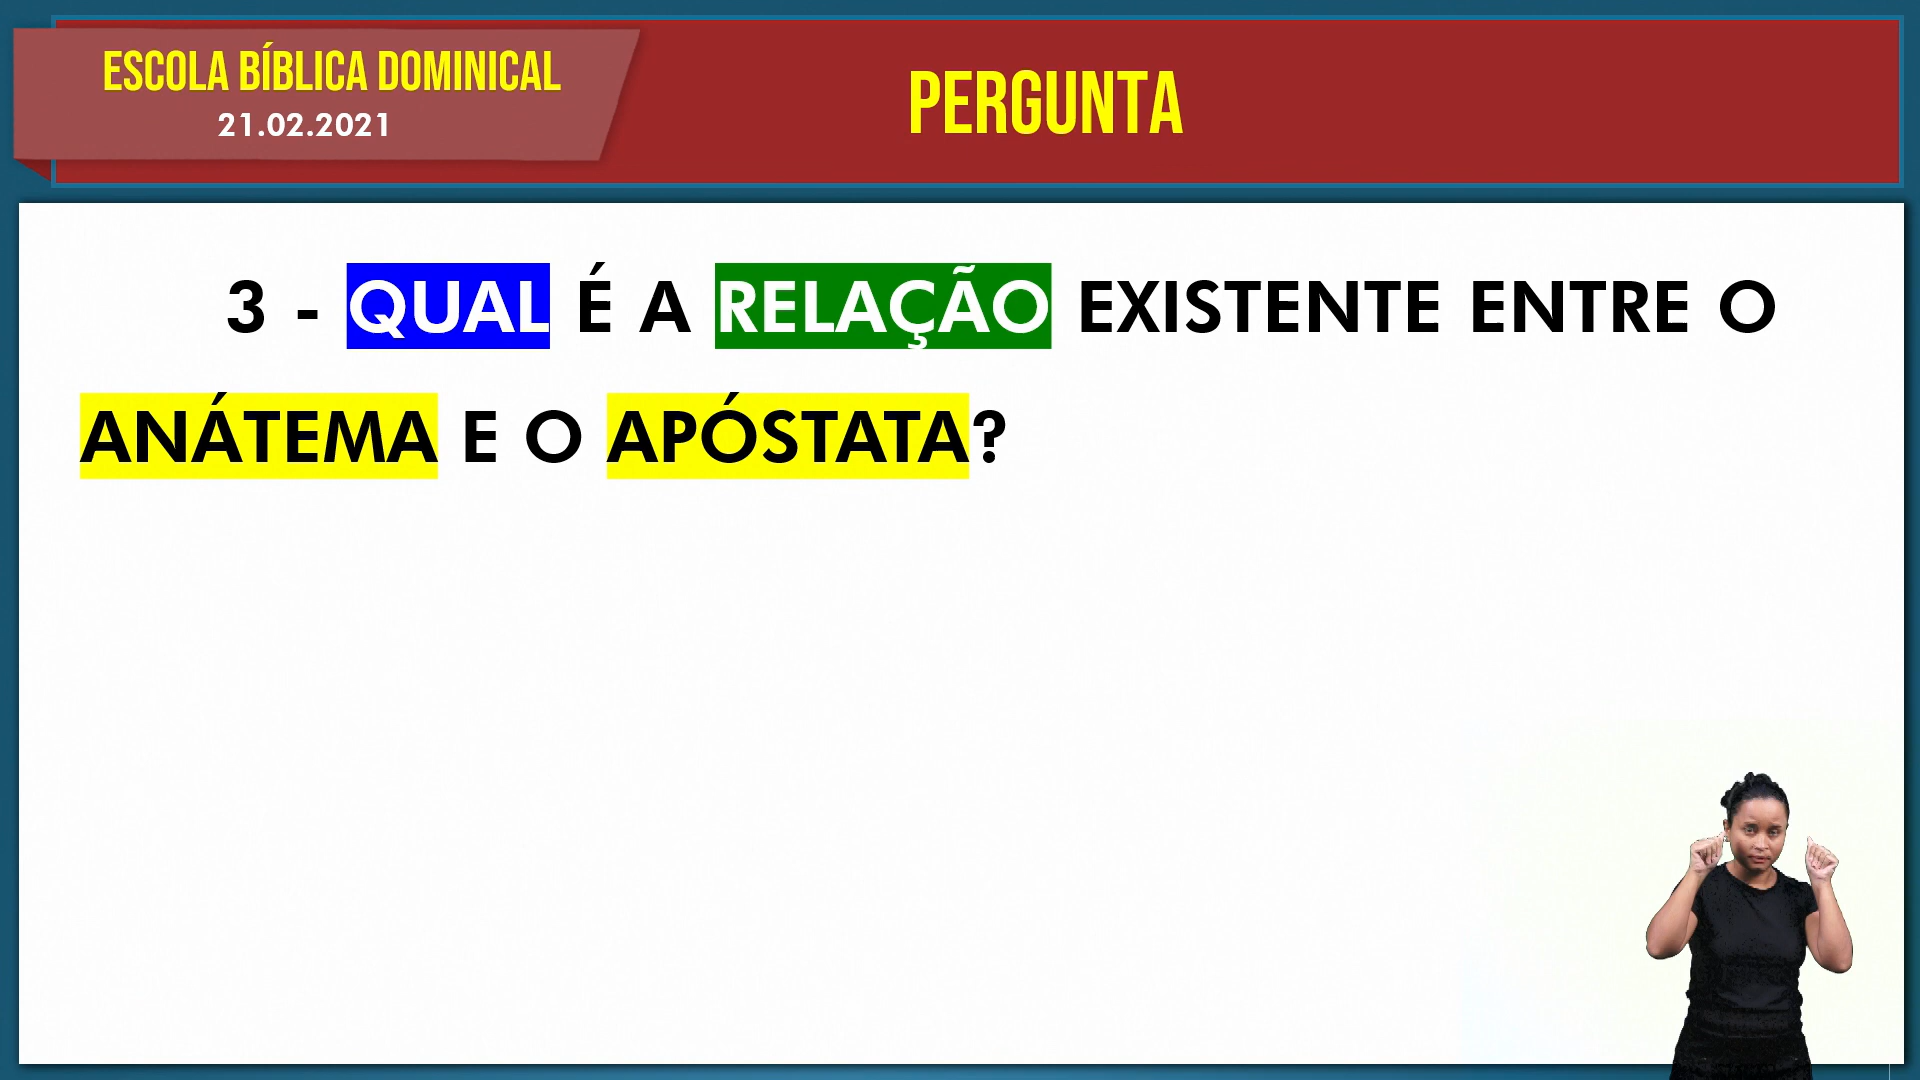 ESCOLA BÍBLICA DOMINICAL
21.02.2021
PERGUNTA
3 - QUAL É A RELAÇÃO EXISTENTE ENTRE O
ANÁTEMA E O APÓSTATA?